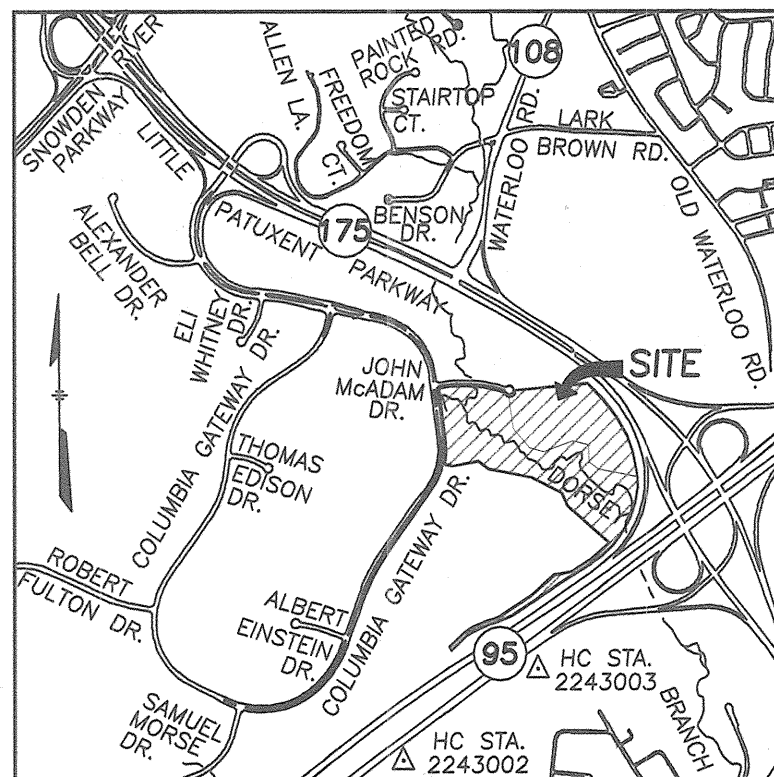 SNOWDEN RIVER
PARKWAY
LITTLE
PATUXENT
PARKWAY
175
ALLEN LA.
FREEDOM
CT.
PAINTED
ROCK RD.
STAIRTOP
CT.
BENSON
DR.
108
WATERLOO RD.
LARK
BROWN RD.
OLD WATERLOO RD.
ALEXANDER
BELL DR.
ELI
WHITNEY
DR.
JOHN
McADAM
DR.
SITE
DORSEY
BRANCH
COLUMBIA GATEWAY DR.
THOMAS
EDISON
DR.
COLUMBIA GATEWAY DR.
ROBERT
FULTON DR.
ALBERT
EINSTEIN
DR.
SAMUEL
MORSE
DR.
95
HC STA.
2243003
HC STA.
2243002